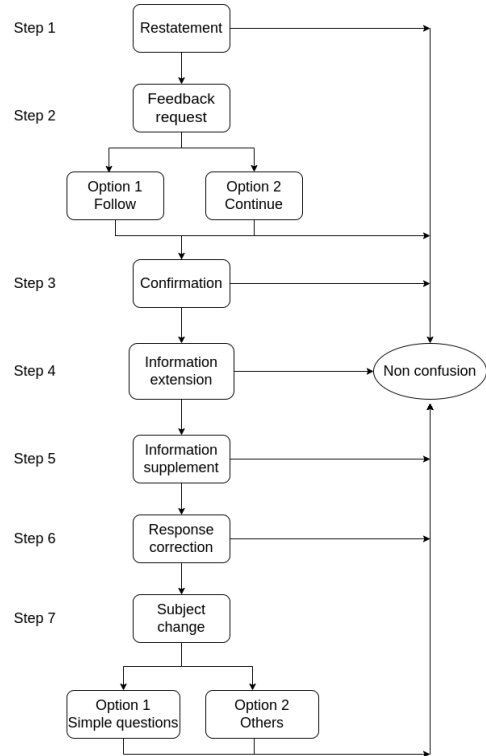 Step 1
Restatement
Step 2
Feedback
request
Option 1
Follow
Option 2
Continue
Step 3
Confirmation
Step 4
Information
extension
Non confusion
Step 5
Information
supplement
Step 6
Response
correction
Step 7
Subject
change
Option 1
Simple questions
Option 2
Others